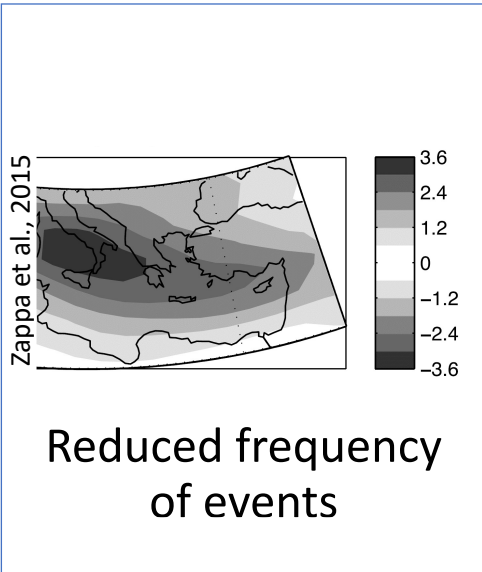 Zappa et al., 2015
3.6
2.4
1.2
0
−1.2
−2.4
−3.6
Reduced frequency
of events